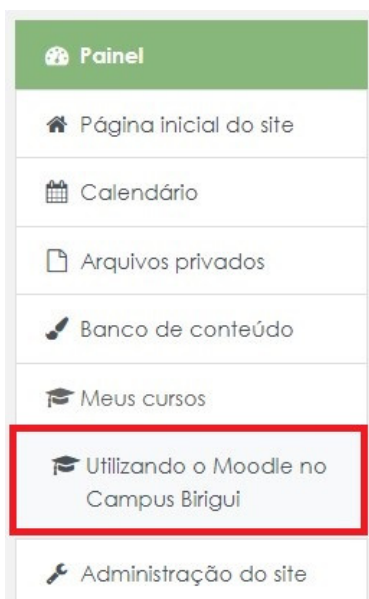 Painel
Página inicial do site
Calendário
Arquivos privados
Banco de conteúdo
Meus cursos
Utilizando o Moodle no
Campus Birigui
Administração do site